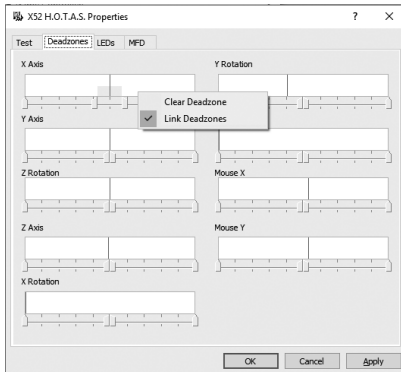 X52 H.O.T.A.S. Properties
Test Deadzones LEDs MFD
X Axis
Y Rotation
Clear Deadzone
Link Deadzones
Y Axis
Z Rotation
Mouse X
Z Axis
Mouse Y
X Rotation
OK Cancel Apply